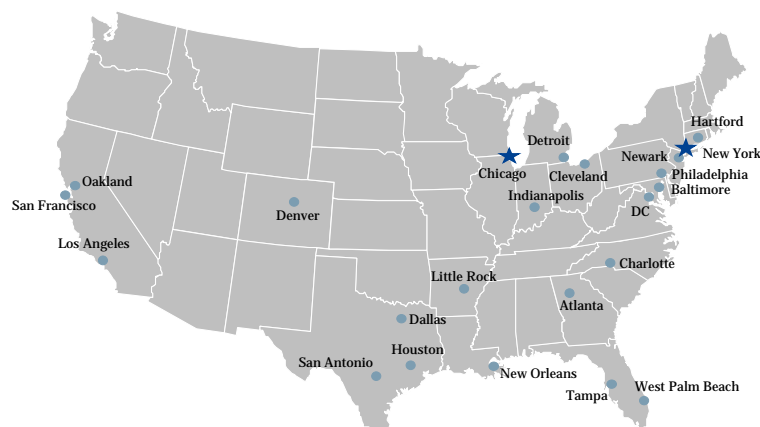 Hartford
Detroit
New York
Newark
Chicago
Cleveland
Philadelphia
Oakland
Baltimore
Indianapolis
San Francisco
DC
Denver
Los Angeles
Charlotte
Little Rock
Atlanta
Dallas
Houston
San Antonio
New Orleans
West Palm Beach
Tampa